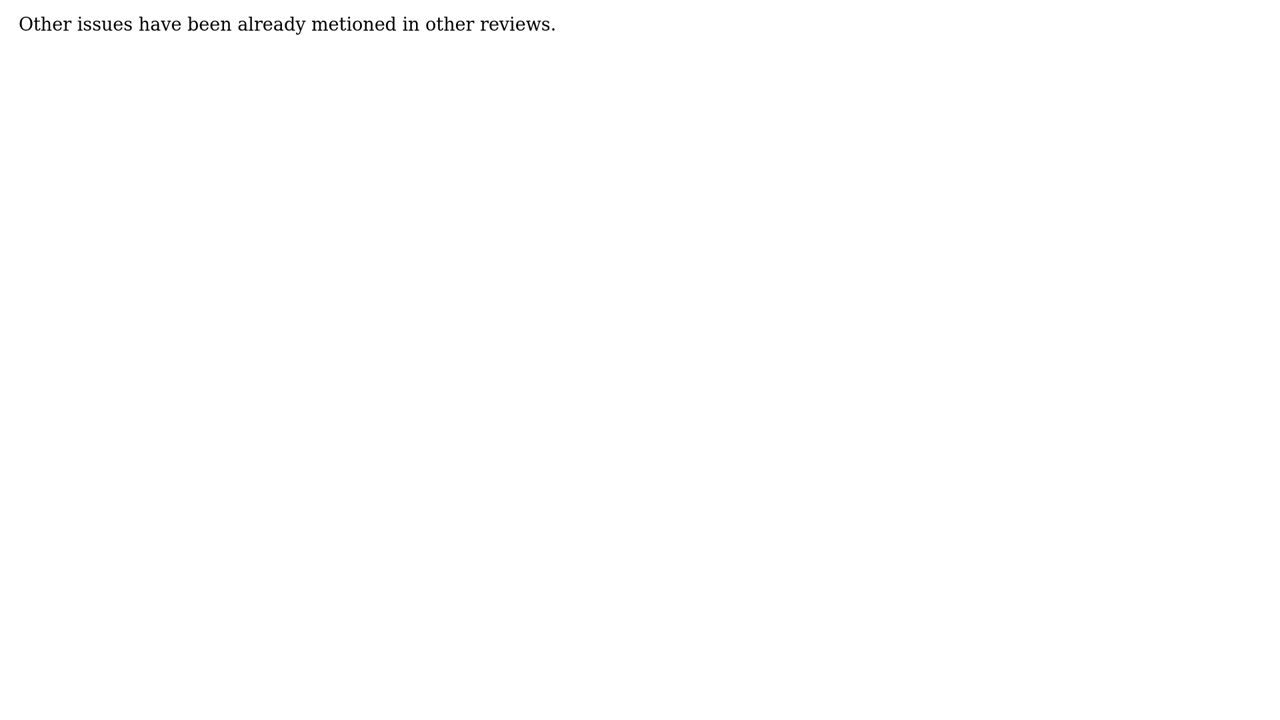 Other issues have been already metioned in other reviews.